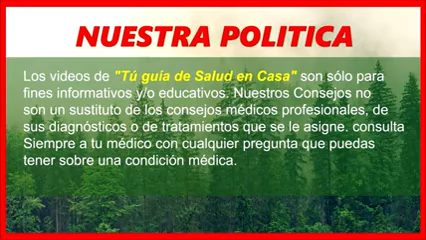 NUESTRA POLITICA
Los videos de "Tú guía de Salud en Casa" son sólo para
fines informativos y/o educativos. Nuestros Consejos no
son un sustituto de los consejos médicos profesionales, de
sus diagnósticos o de tratamientos que se le asigne. consulta
Siempre a tu médico con cualquier pregunta que puedas
tener sobre una condición médica.